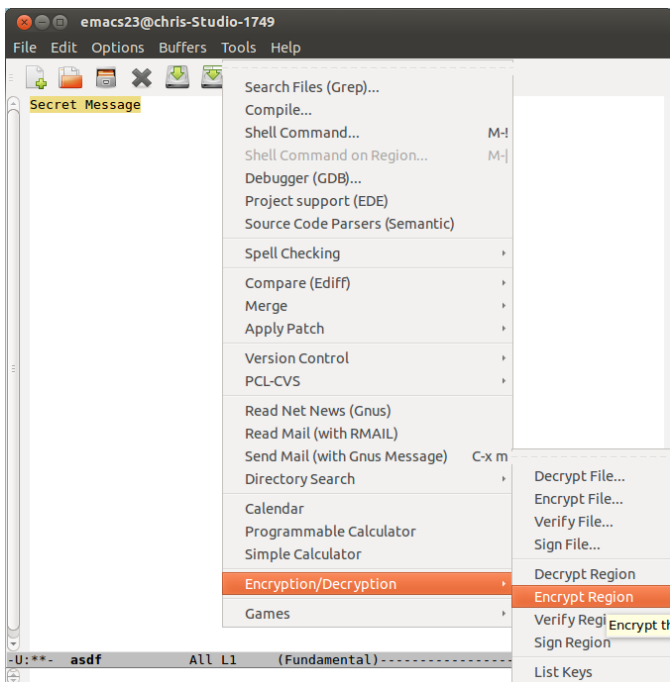 emacs23@chris-Studio-1749
File Edit Options Buffers Tools Help
Secret Message
Search Files (Grep)...
Compile...
Shell Command... M-!
Shell Command on Region... M-|
Debugger (GDB)...
Project support (EDE)
Source Code Parsers (Semantic)
Spell Checking
Compare (Ediff)
Merge
Apply Patch
Version Control
PCL-CVS
Read Net News (Gnus)
Read Mail (with RMAIL)
Send Mail (with Gnus Message) C-x m
Directory Search
Calendar
Programmable Calculator
Simple Calculator
Encryption/Decryption
Games
Decrypt File...
Encrypt File...
Verify File...
Sign File...
Decrypt Region
Encrypt Region
Verify Regi
Encrypt th
Sign Region
List Keys
-U:**- asdf All L1 (Fundamental)-----------------